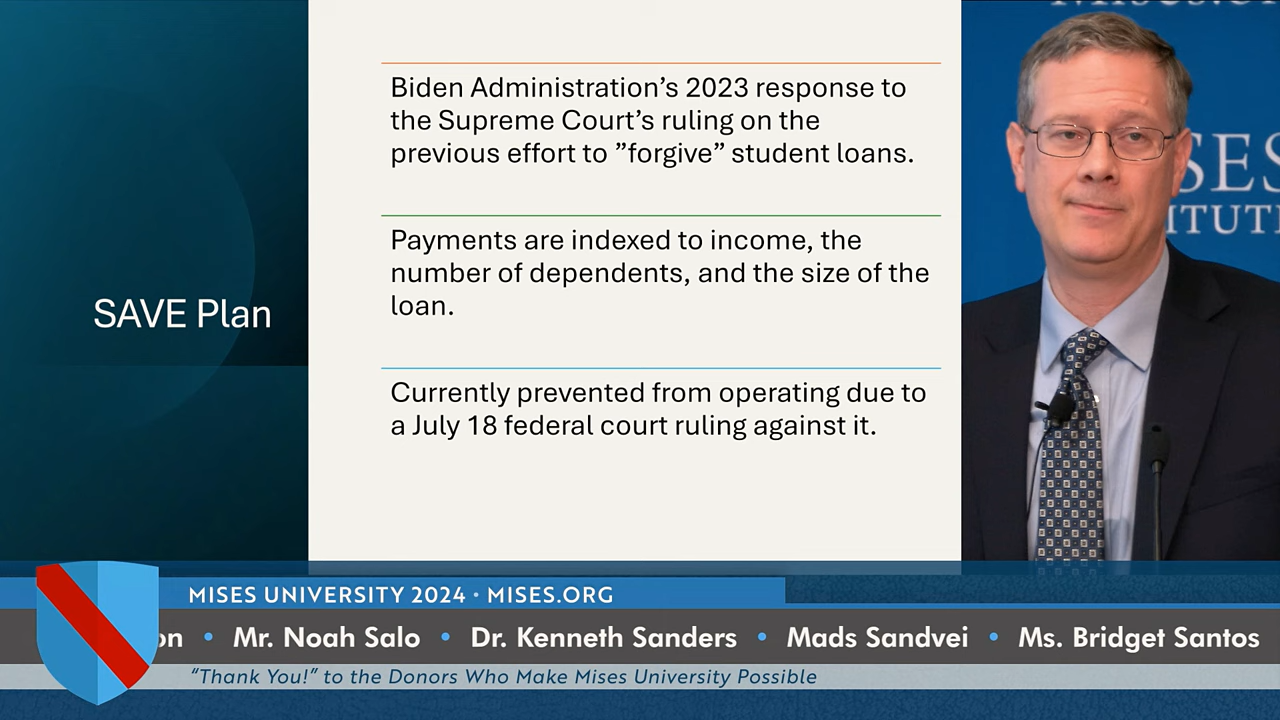 SAVE Plan
Biden Administration’s 2023 response to
the Supreme Court’s ruling on the
previous effort to ”forgive” student loans.
Payments are indexed to income, the
number of dependents, and the size of the
loan.
Currently prevented from operating due to
a July 18 federal court ruling against it.
MISES UNIVERSITY 2024 • MISES.ORG
on • Mr. Noah Salo • Dr. Kenneth Sanders • Mads Sandvei • Ms. Bridget Santos
“Thank You!” to the Donors Who Make Mises University Possible